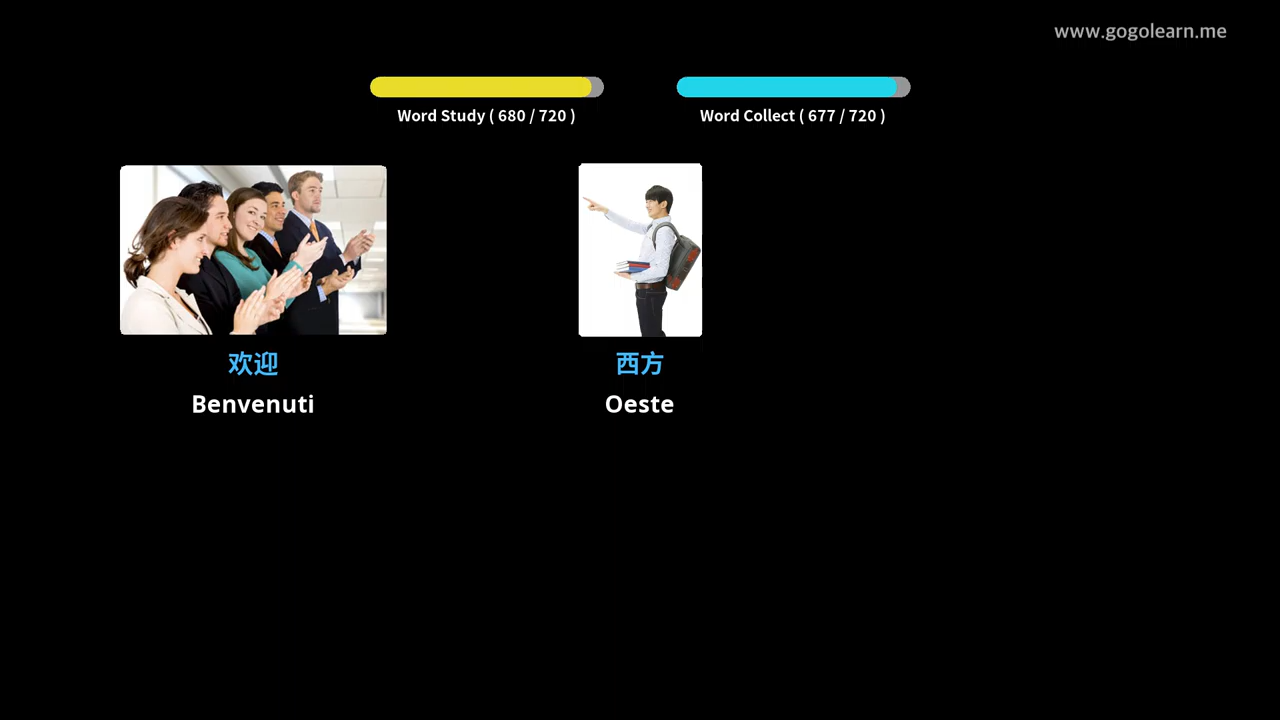 www.gogolearn.me
Word Study ( 680 / 720 )
Word Collect ( 677 / 720 )
欢迎
Benvenuti
西方
Oeste